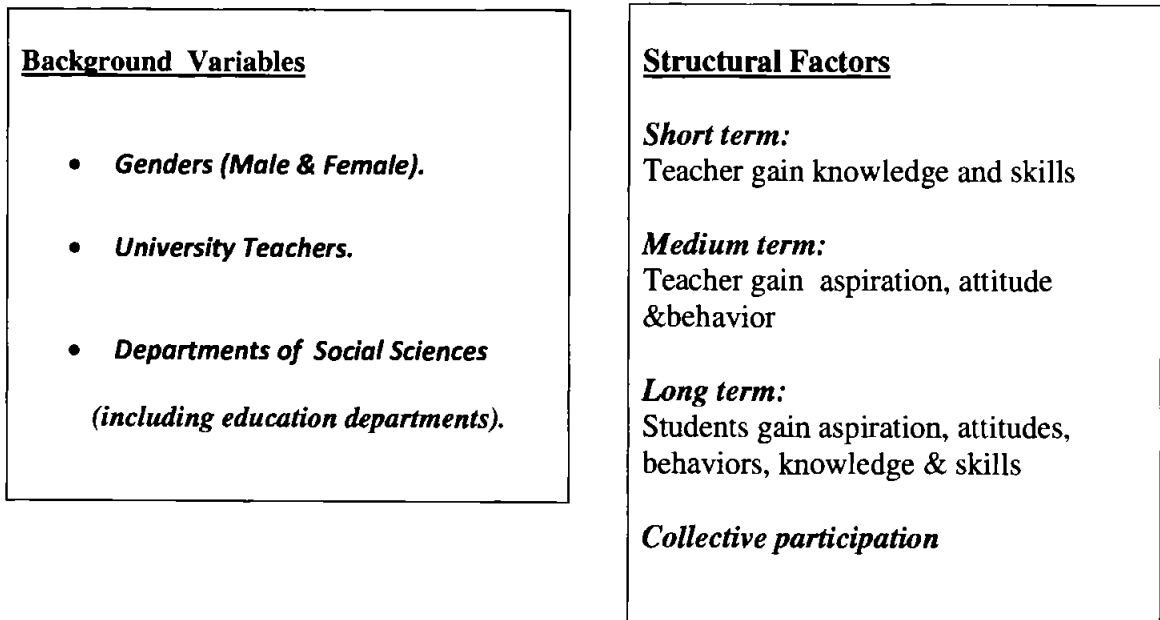 Background Variables
• Genders (Male & Female).
• University Teachers.
• Departments of Social Sciences
(including education departments).
Structural Factors
Short term:
Teacher gain knowledge and skills
Medium term:
Teacher gain aspiration, attitude
&behavior
Long term:
Students gain aspiration, attitudes,
behaviors, knowledge & skills
Collective participation